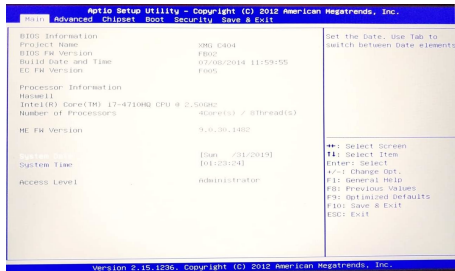 Aptio Setup Utility - Copyright (C) 2012 American Megatrends, Inc.
Main Advanced Chipset Boot Security Save & Exit
BIOS Information
Project Name XMG C404
BIOS FW Version FB02
Build Date and Time 07/08/2014 11:59:55
EC FW Version F005
Processor Information
Haswell
Intel(R) Core(TM) i7-4710HQ CPU @ 2.50GHz
Number of Processors 4Core(s) / 8Thread(s)
ME FW Version 9.0.30.1482
[Sun /31/2019]
System Time [01:23:24]
Access Level Administrator
Set the Date. Use Tab to
switch between Date elements
→←: Select Screen
↑↓: Select Item
Enter: Select
+/-: Change Opt.
F1: General Help
F8: Previous Values
F9: Optimized Defaults
F10: Save & Exit
ESC: Exit
Version 2.15.1236. Copyright (C) 2012 American Megatrends, Inc.